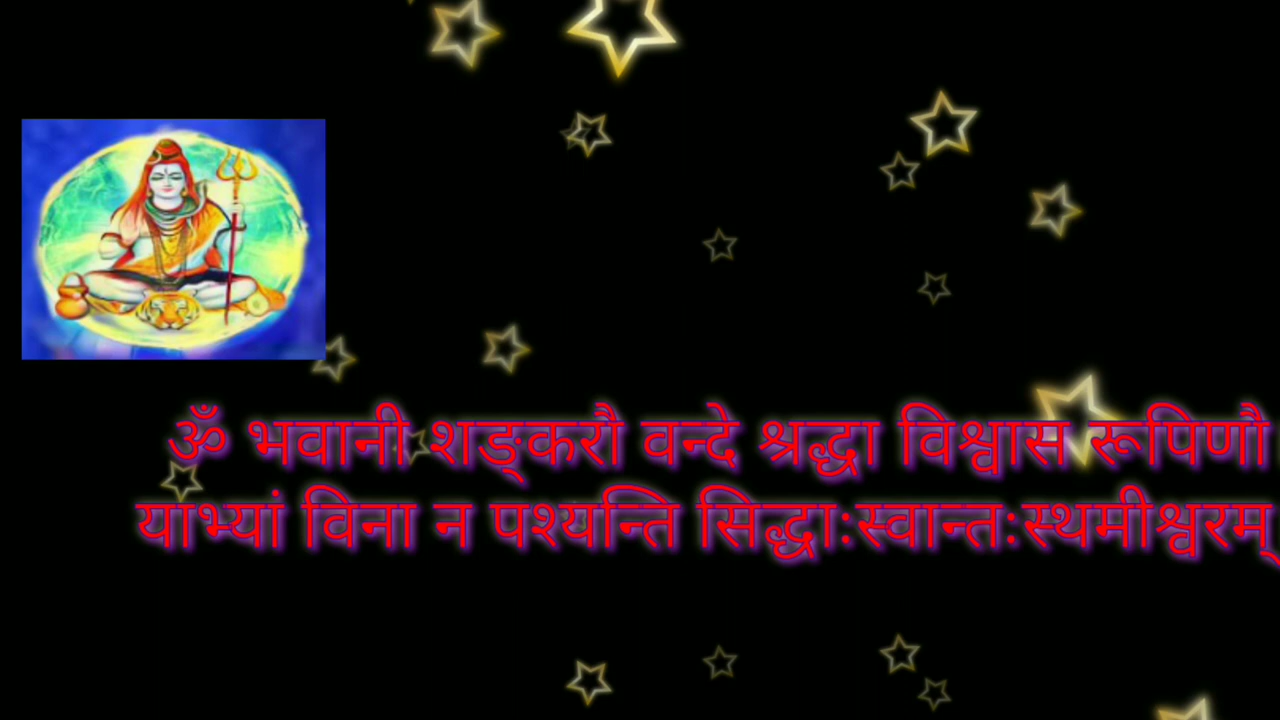 ॐ भवानी शङ्करौ वन्दे श्रद्धा विश्वास रूपिणौ
याभ्यां विना न पश्यन्ति सिद्धाःस्वान्तःस्थमीश्वरम्